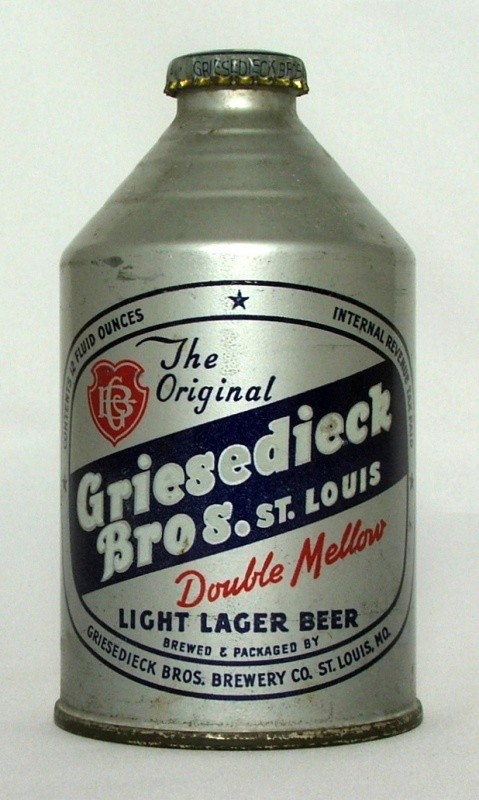 GRIESEDIECK BROS
CONTENTS 12 FLUID OUNCES
INTERNAL REVENUE TAX PAID
GB
The
Original
Griesedieck
Bros. ST. LOUIS
Double Mellow
LIGHT LAGER BEER
BREWED & PACKAGED BY
GRIESEDIECK BROS. BREWERY CO. ST. LOUIS, MO.